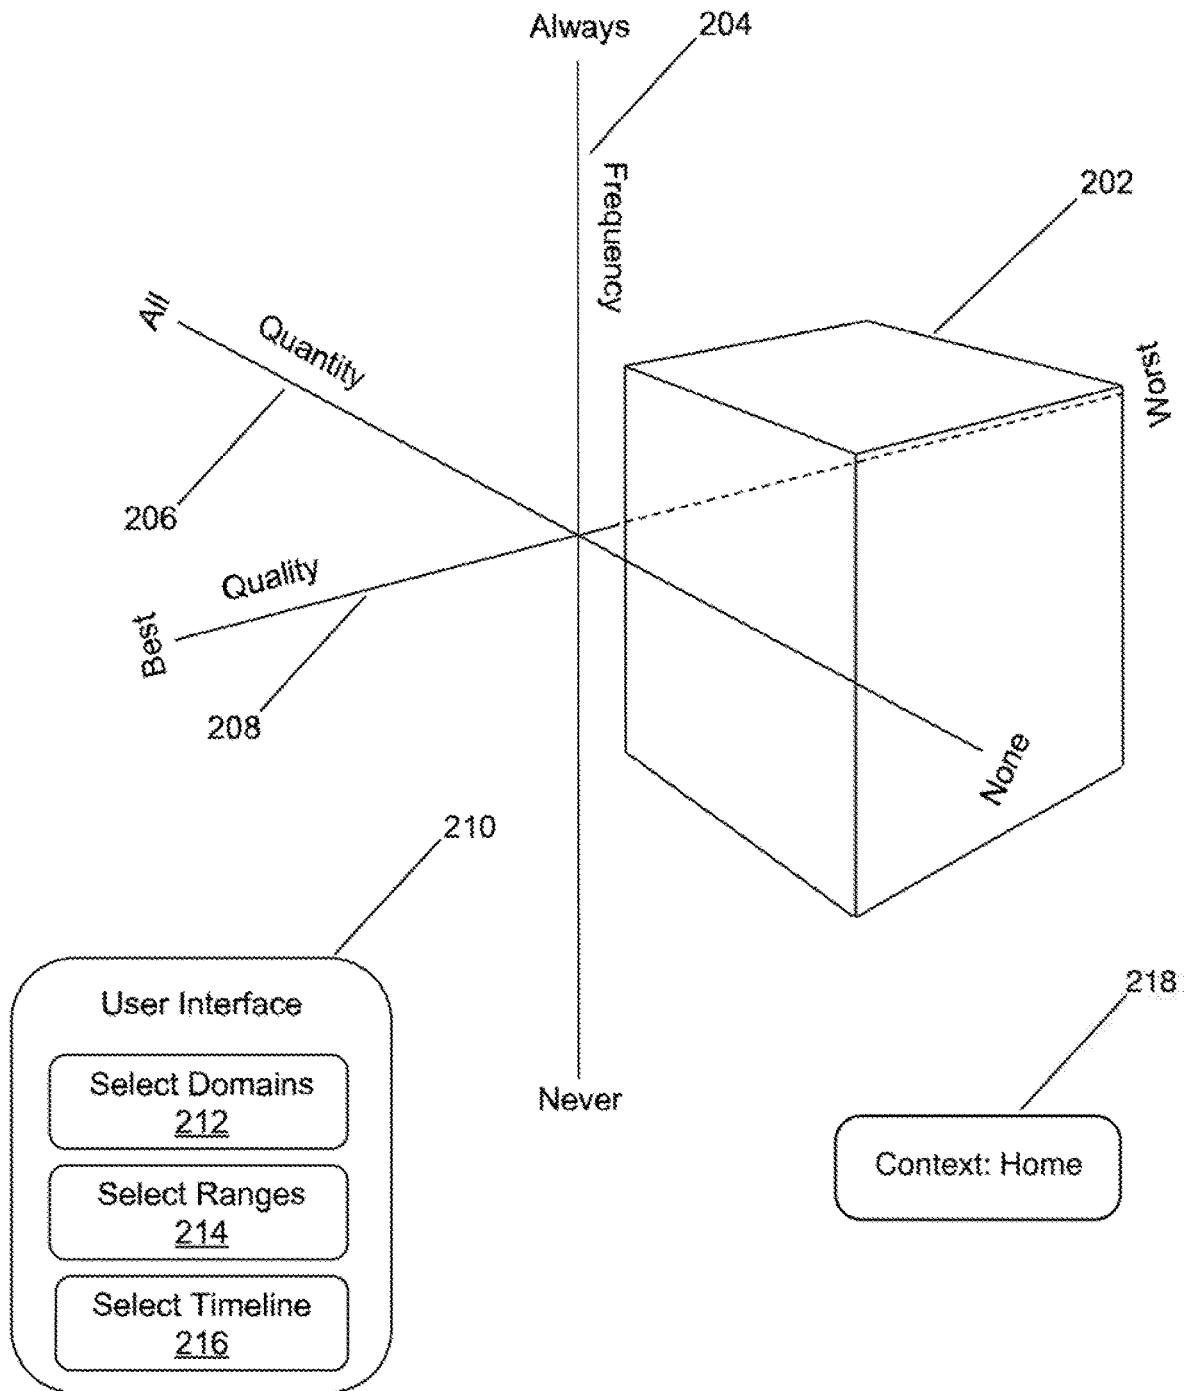 Always
204
Frequency
202
All
Quantity
Worst
206
Quality
Best
208
None
210
User Interface
218
Select Domains
212
Never
Select Ranges
214
Context: Home
Select Timeline
216